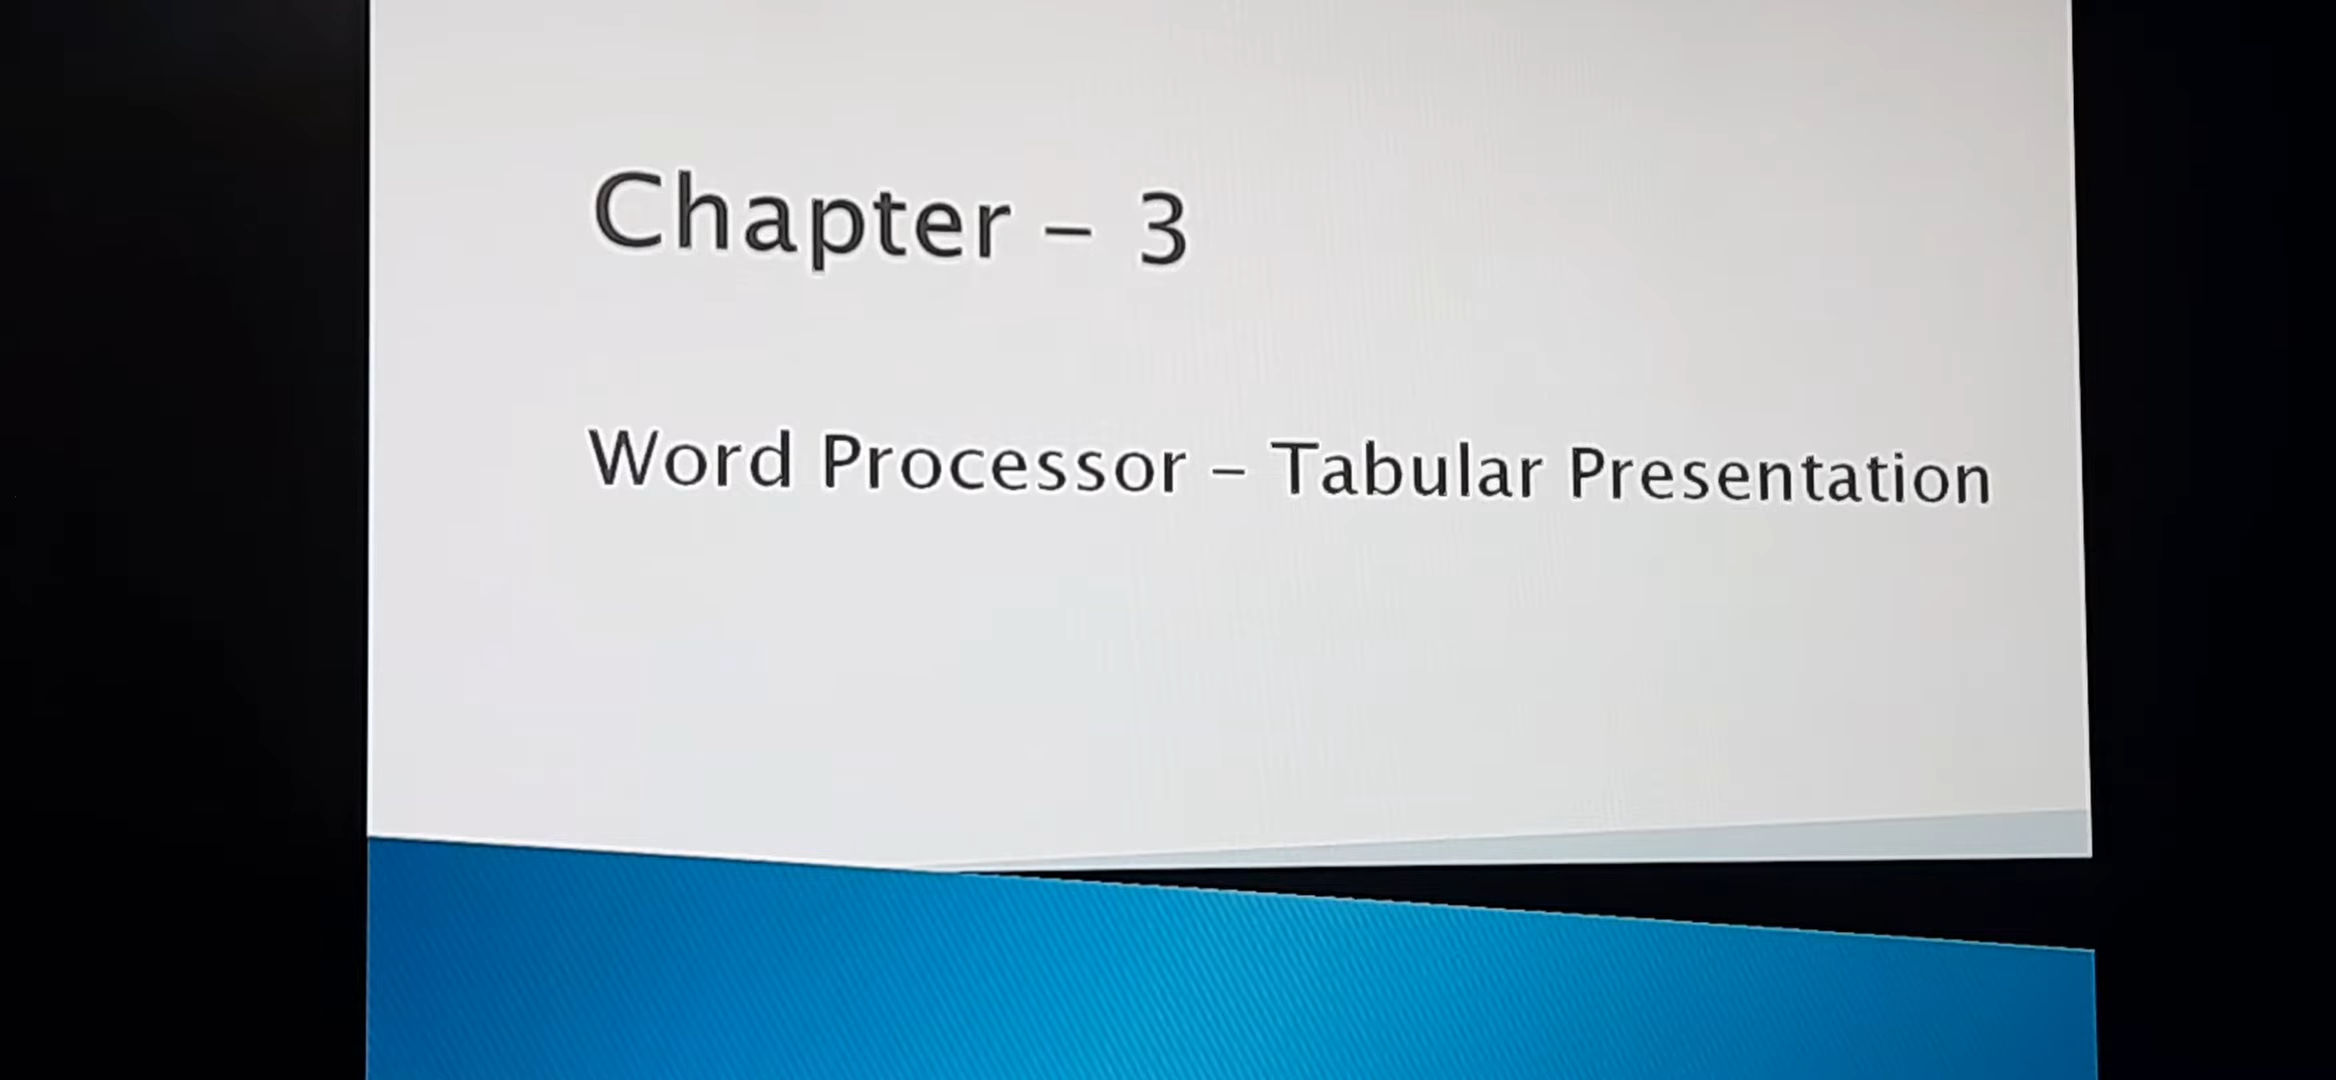 Chapter – 3
Word Processor – Tabular Presentation